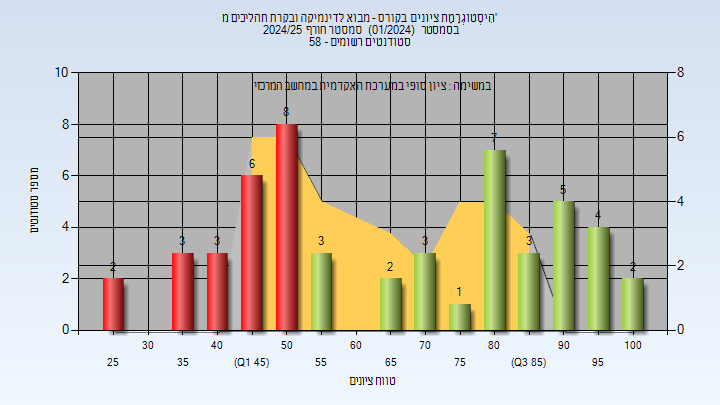 היסטוגרמת ציונים בקורס - מבוא לדינמיקה ובקרת תהליכים מ'
בסמסטר (01/2024) סמסטר חורף 2024/25
סטודנטים רשומים - 58
במשימה : ציון סופי במערכת האקדמית במחשב המרכזי
מספר סטודנטים
10 8 6 4 2 0
8 6 4 2 0
2 3 3 6 8 3 2 3 1 7 3 5 4 2
30 40 50 60 70 80 90 100
25 35 (Q1 45) 55 65 75 (Q3 85) 95
טווח ציונים